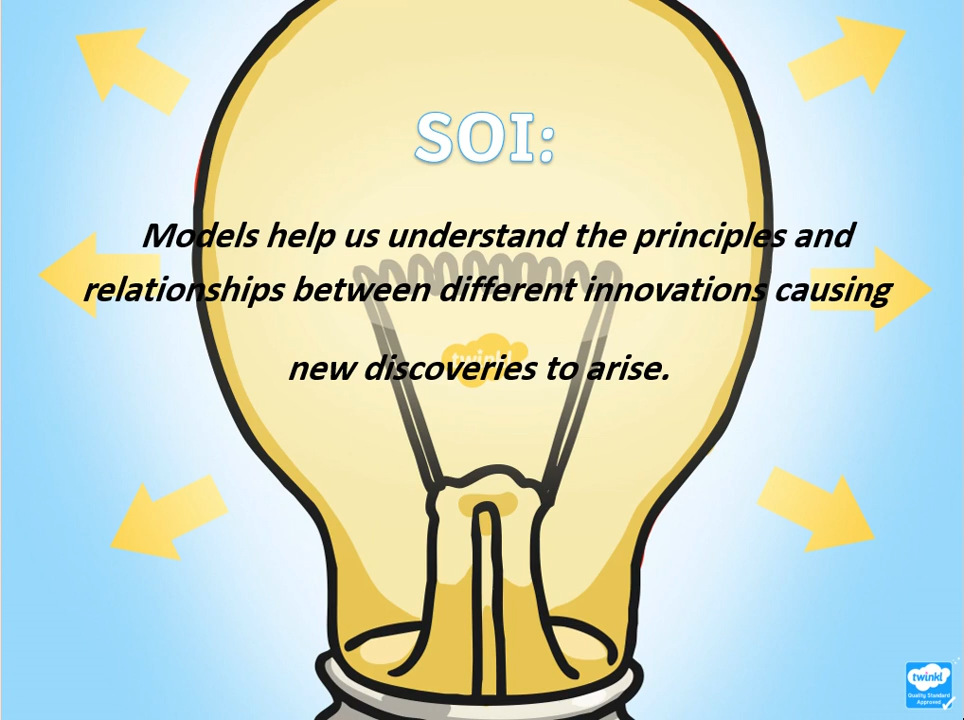 SOI:
Models help us understand the principles and
relationships between different innovations causing
twinkl
new discoveries to arise.
twinkl
Quality Standard
Approved